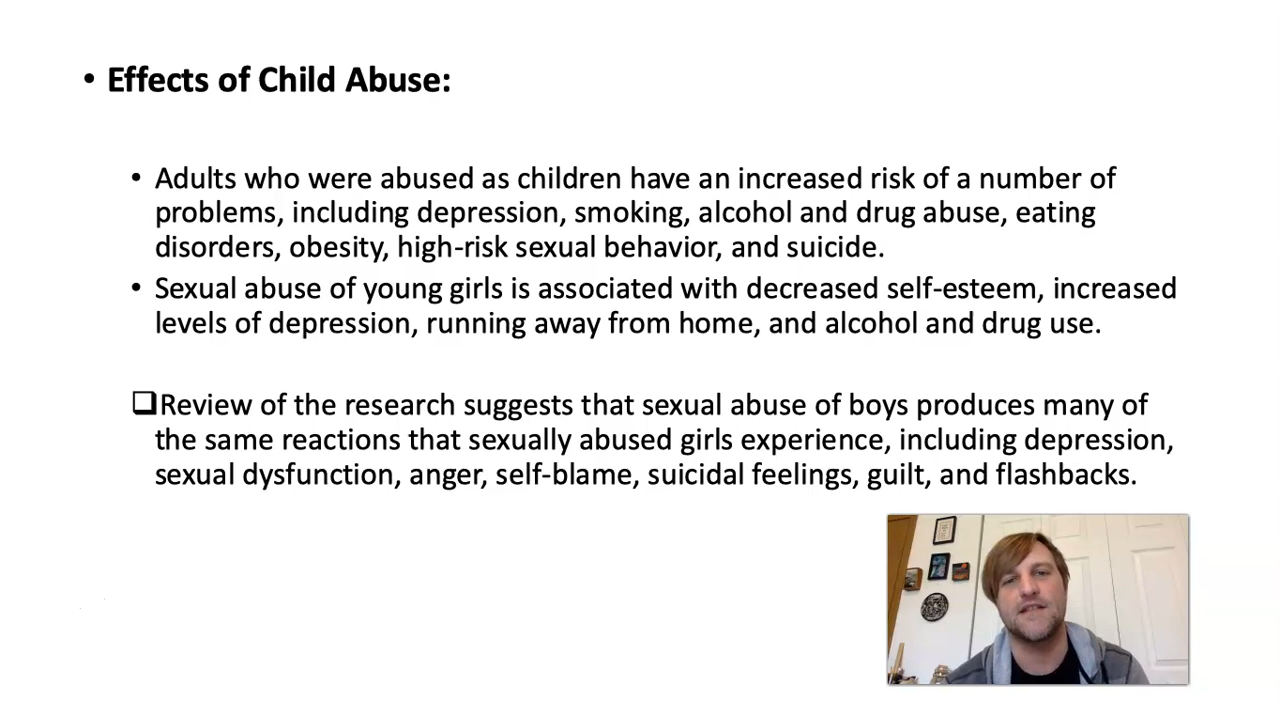 • Effects of Child Abuse:
• Adults who were abused as children have an increased risk of a number of
problems, including depression, smoking, alcohol and drug abuse, eating
disorders, obesity, high-risk sexual behavior, and suicide.
• Sexual abuse of young girls is associated with decreased self-esteem, increased
levels of depression, running away from home, and alcohol and drug use.
❑Review of the research suggests that sexual abuse of boys produces many of
the same reactions that sexually abused girls experience, including depression,
sexual dysfunction, anger, self-blame, suicidal feelings, guilt, and flashbacks.